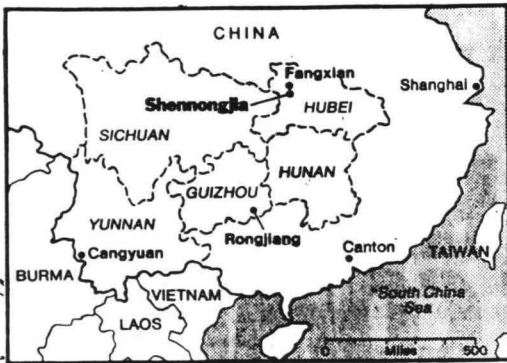 CHINA
Fangxian
Shanghai
Shennongjia
HUBEI
SICHUAN
HUNAN
GUIZHOU
YUNNAN
Rongjiang
Canton
Cangyuan
TAIWAN
BURMA
VIETNAM
South China
Sea
LAOS
0 Miles 500